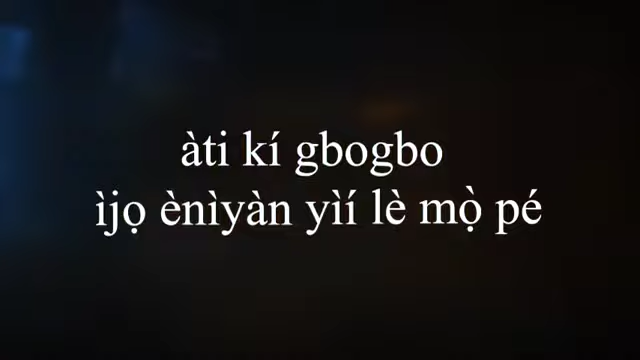 àti kí gbogbo
ìjọ ènìyàn yìí lè mọ̀ pé